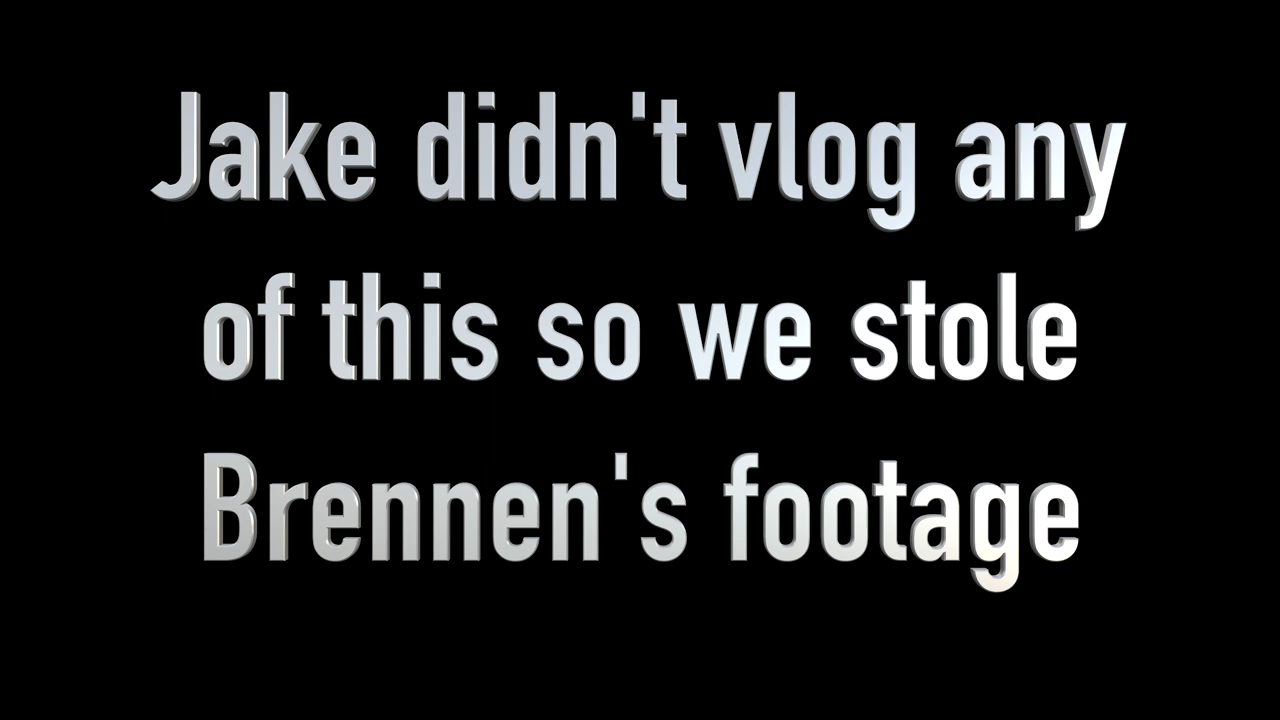 Jake didn't vlog any
of this so we stole
Brennen's footage